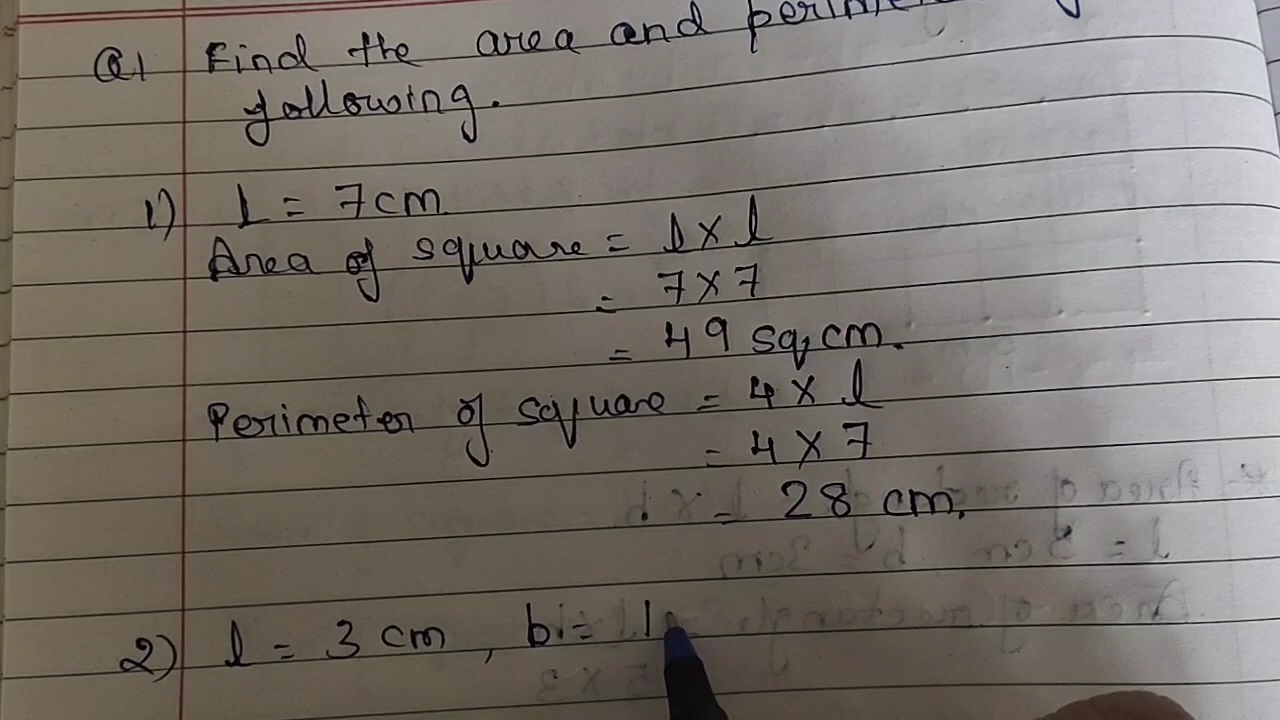 Q.1 Find the area and
following.
1) l = 7cm
Area of square = l × l
= 7 × 7
= 49 sq, cm.
Perimeter of square = 4 × l
= 4 × 7
= 28 cm.
2) l = 3 cm , b = 1